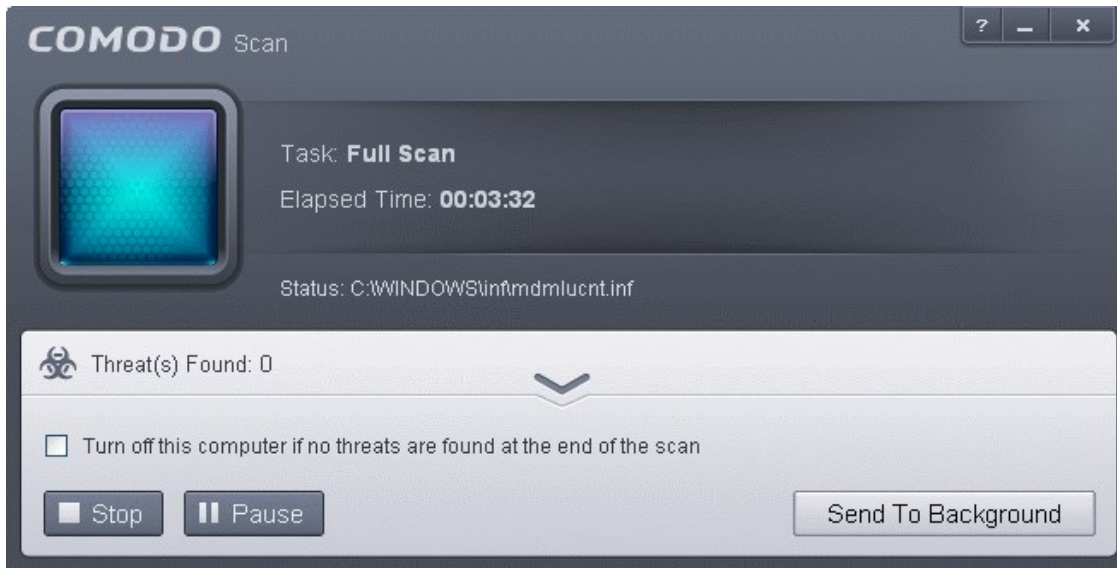 COMODO Scan
? – x
Task: Full Scan
Elapsed Time: 00:03:32
Status: C:\WINDOWS\inf\mdmlucnt.inf
Threat(s) Found: 0
Turn off this computer if no threats are found at the end of the scan
Stop
Pause
Send To Background